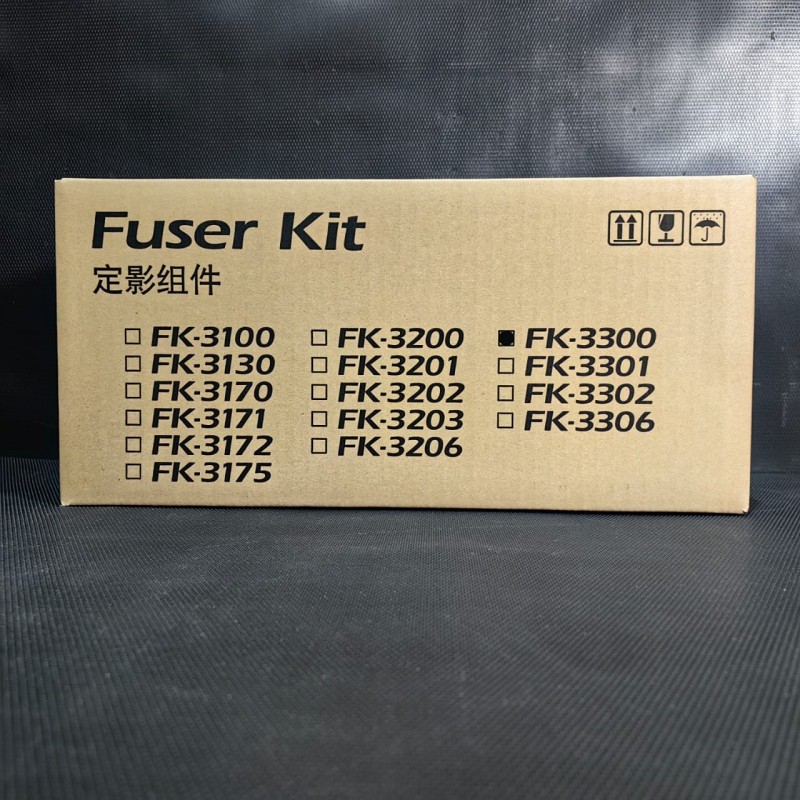 Fuser Kit
定影组件
☐ FK-3100 ☐ FK-3200 ■ FK-3300
☐ FK-3130 ☐ FK-3201 ☐ FK-3301
☐ FK-3170 ☐ FK-3202 ☐ FK-3302
☐ FK-3171 ☐ FK-3203 ☐ FK-3306
☐ FK-3172 ☐ FK-3206
☐ FK-3175